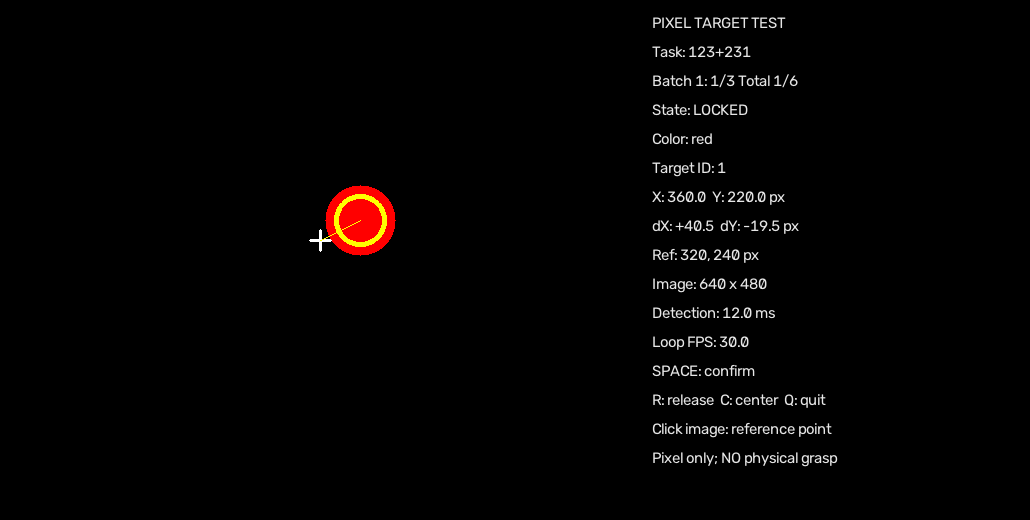 PIXEL TARGET TEST
Task: 123+231
Batch 1: 1/3 Total 1/6
State: LOCKED
Color: red
Target ID: 1
X: 360.0  Y: 220.0 px
dX: +40.5  dY: -19.5 px
Ref: 320, 240 px
Image: 640 x 480
Detection: 12.0 ms
Loop FPS: 30.0
SPACE: confirm
R: release  C: center  Q: quit
Click image: reference point
Pixel only; NO physical grasp